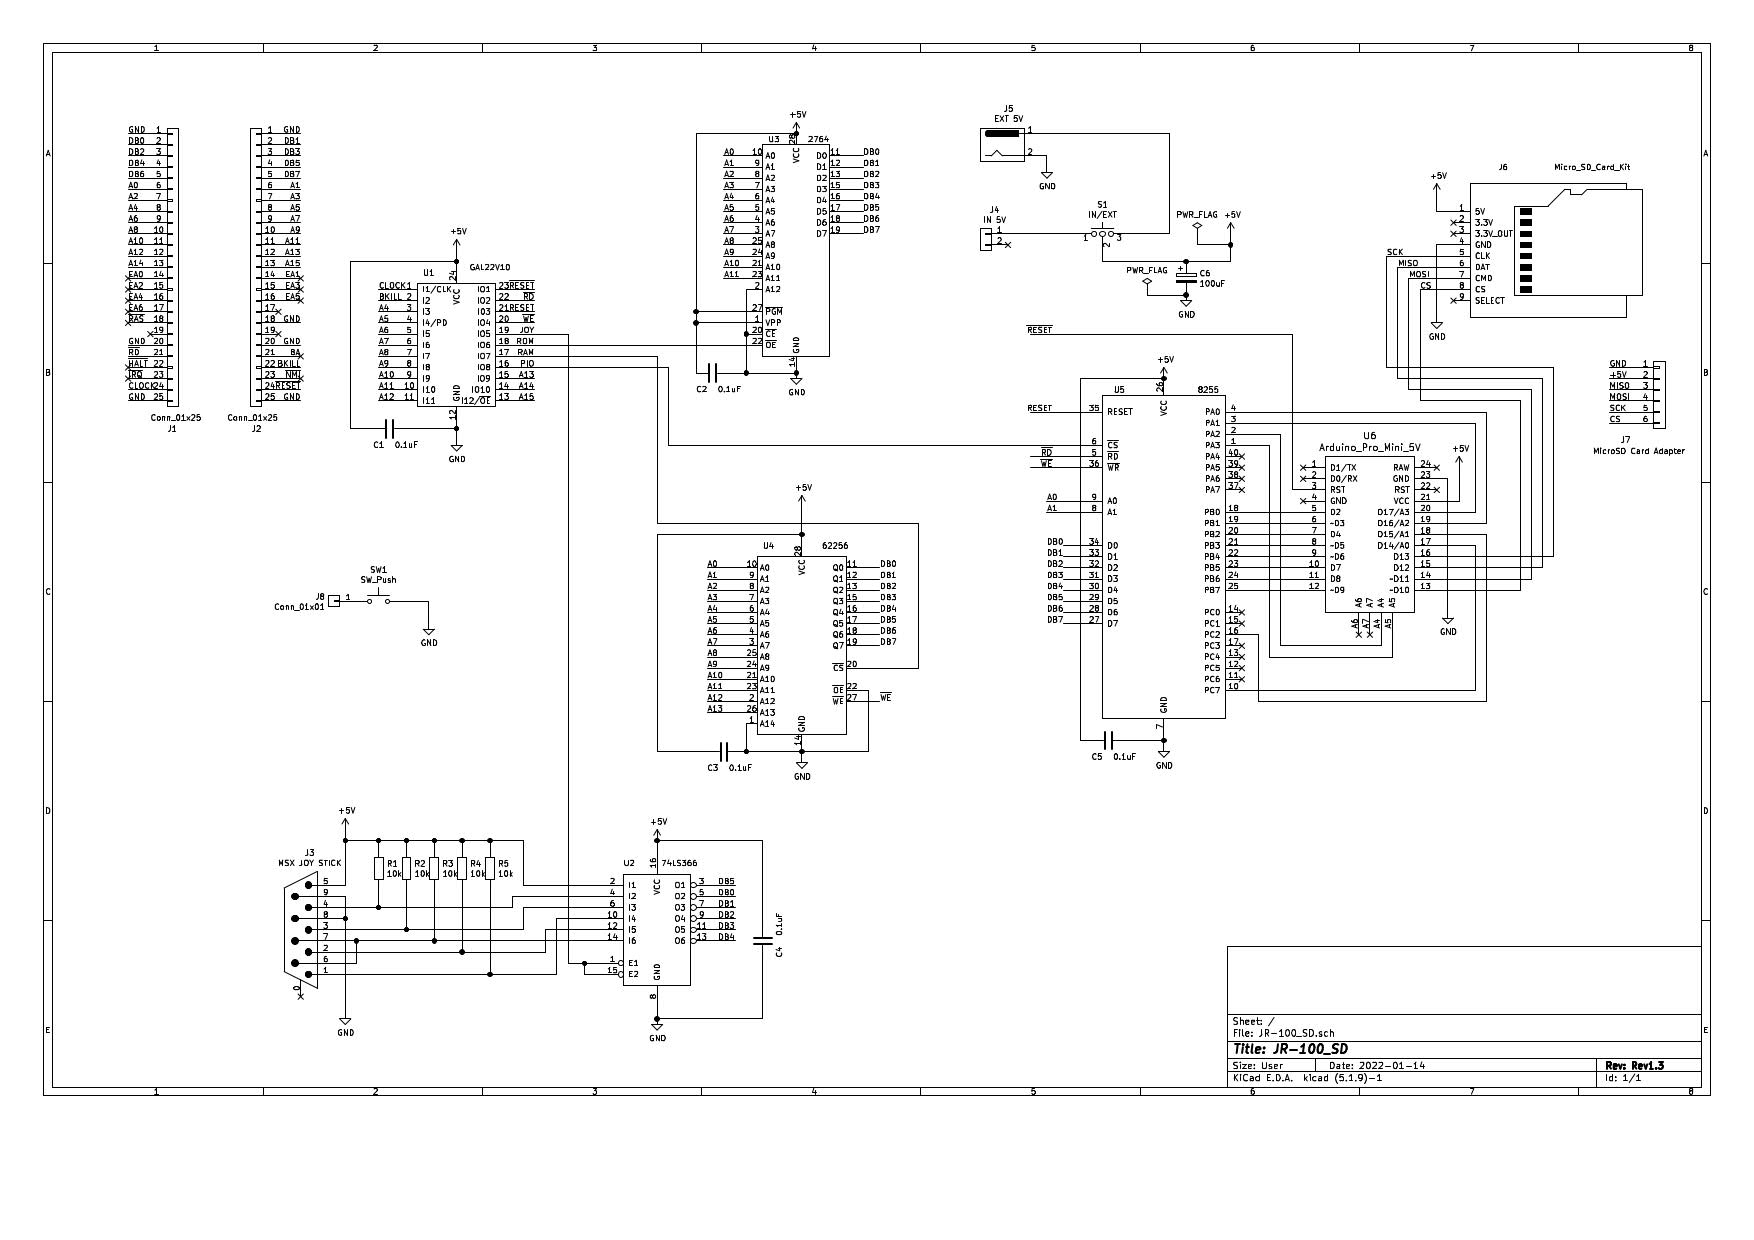 1 2 3 4 5 6 7 8
A B C D E
J1 Conn_01x25
GND 1
DB0 2
DB2 3
DB4 4
DB6 5
A0 6
A2 7
A4 8
A6 9
A8 10
A10 11
A12 12
A14 13
EA0 14
EA2 15
EA4 16
EA6 17
RAS 18
19
GND 20
RD 21
HALT 22
IRQ 23
CLOCK 24
GND 25
J2 Conn_01x25
1 GND
2 DB1
3 DB3
4 DB5
5 DB7
6 A1
7 A3
8 A5
9 A7
10 A9
11 A11
12 A13
13 A15
14 EA1
15 EA3
16 EA5
17
18 GND
19
20 GND
21 BA
22 BKILL
23 NMI
24 RESET
25 GND
+5V
U1 GAL22V10
24 VCC
CLOCK 1 I1/CLK IO1 23 RESET
BKILL 2 I2 IO2 22 RD
A3 3 I3 IO3 21 RESET
A5 4 I4/PD IO4 20 WE
A6 5 I5 IO5 19 JOY
A7 6 I6 IO6 18 ROM
A8 7 I7 IO7 17 RAM
A9 8 I8 IO8 16 PIO
A10 9 I9 IO9 15 A13
A11 10 I10 IO10 14 A14
A12 11 I11 I12/OE 13 A15
GND 12
C1 0.1uF
GND
+5V
U3 2764
28 VCC
A0 10 A0 D0 11 DB0
A1 9 A1 D1 12 DB1
A2 8 A2 D2 13 DB2
A3 7 A3 D3 15 DB3
A4 6 A4 D4 16 DB4
A5 5 A5 D5 17 DB5
A6 4 A6 D6 18 DB6
A7 3 A7 D7 19 DB7
A8 25 A8
A9 24 A9
A10 21 A10
A11 23 A11
2 A12
27 PGM
1 VPP
20 CE
22 OE
GND 14
C2 0.1uF
GND
J5
EXT 5V
1
2
GND
J4
IN 5V
1
2
S1
IN/EXT
1 2 3
PWR_FLAG +5V
PWR_FLAG
C6
100uF
+
GND
J6 Micro_SD_Card_Kit
+5V
1 5V
2 3.3V
3 3.3V_OUT
4 GND
SCK 5 CLK
MISO 6 DAT
MOSI 7 CMD
CS 8 CS
9 SELECT
GND
GND 1
+5V 2
MISO 3
MOSI 4
SCK 5
CS 6
J7
MicroSD Card Adapter
RESET
+5V
U5 8255
26 VCC
RESET 35 RESET
6 CS
RD 5 RD
WE 36 WR
A0 9 A0
A1 8 A1
DB0 34 D0
DB1 33 D1
DB2 32 D2
DB3 31 D3
DB4 30 D4
DB5 29 D5
DB6 28 D6
DB7 27 D7
PA0 4
PA1 3
PA2 2
PA3 1
PA4 40
PA5 39
PA6 38
PA7 37
PB0 18
PB1 19
PB2 20
PB3 21
PB4 22
PB5 23
PB6 24
PB7 25
PC0 14
PC1 15
PC2 16
PC3 17
PC4 13
PC5 12
PC6 11
PC7 10
GND 7
C5 0.1uF
GND
U6
Arduino_Pro_Mini_5V
+5V
1 D1/TX RAW 24
2 D0/RX GND 23
3 RST RST 22
4 GND VCC 21
5 D2 D17/A3 20
6 ~D3 D16/A2 19
7 D4 D15/A1 18
8 ~D5 D14/A0 17
9 ~D6 D13 16
10 D7 D12 15
11 D8 ~D11 14
12 ~D9 ~D10 13
A6 A7 A4 A5
A6 A7 A4 A5
GND
J8
Conn_01x01
1
SW1
SW_Push
GND
+5V
U4 62256
VCC 28
A0 10 A0 Q0 11 DB0
A1 9 A1 Q1 12 DB1
A2 8 A2 Q2 13 DB2
A3 7 A3 Q3 15 DB3
A4 6 A4 Q4 16 DB4
A5 5 A5 Q5 17 DB5
A6 4 A6 Q6 18 DB6
A7 3 A7 Q7 19 DB7
A8 25 A8
A9 24 A9 CS 20
A10 21 A10
A11 23 A11 OE 22
A12 2 A12 WE 27 WE
A13 26 A13
1 A14
GND 14
C3 0.1uF
GND
+5V
J3
MSX JOY STICK
5
9
4
8
3
7
2
6
1
0
R1 10k
R2 10k
R3 10k
R4 10k
R5 10k
GND
+5V
U2 74LS366
16 VCC
2 I1 O1 3 DB5
4 I2 O2 5 DB0
6 I3 O3 7 DB1
10 I4 O4 9 DB2
12 I5 O5 11 DB3
14 I6 O6 13 DB4
1 E1
15 E2
GND 8
C4 0.1uF
GND
Sheet: /
File: JR-100_SD.sch
Title: JR-100_SD
Size: User Date: 2022-01-14 Rev: Rev1.3
KiCad E.D.A. kicad (5.1.9)-1 Id: 1/1
1 2 3 4 5 6 7 8
A B C D E